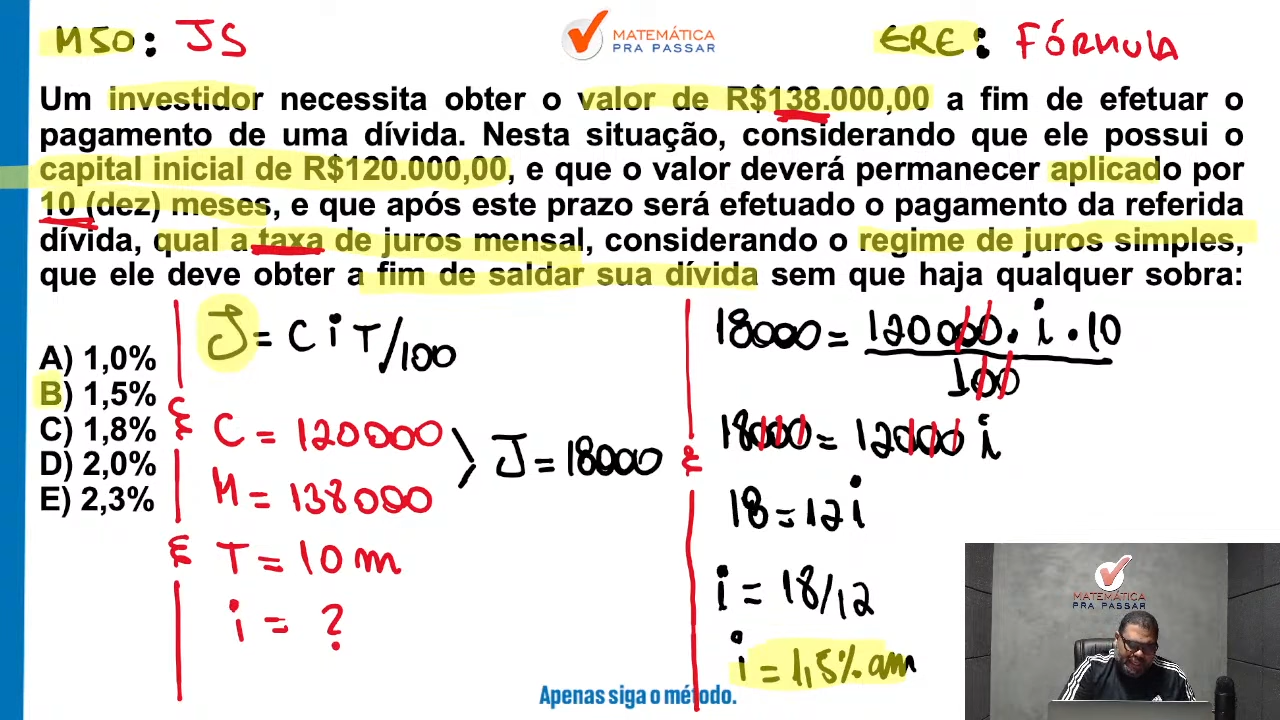 M50: JS
MATEMÁTICA
PRA PASSAR
GRE: FÓRMULA
Um investidor necessita obter o valor de R$138.000,00 a fim de efetuar o
pagamento de uma dívida. Nesta situação, considerando que ele possui o
capital inicial de R$120.000,00, e que o valor deverá permanecer aplicado por
10 (dez) meses, e que após este prazo será efetuado o pagamento da referida
dívida, qual a taxa de juros mensal, considerando o regime de juros simples,
que ele deve obter a fim de saldar sua dívida sem que haja qualquer sobra:
A) 1,0%
B) 1,5%
C) 1,8%
D) 2,0%
E) 2,3%
J = C i T/100
C = 120000
M = 138000
J = 18000
T = 10m
i = ?
18000 = 120000 . i . 10
100
18000 = 12000 i
18 = 12 i
i = 18/12
i = 1,5% am
MATEMÁTICA
PRA PASSAR
Apenas siga o método.